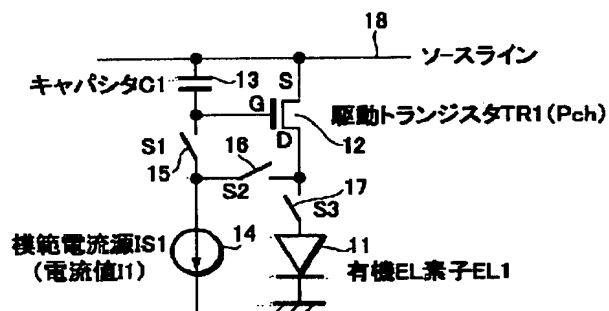 18
ソースライン
キャパシタC1
13
S
G
D
駆動トランジスタTR1(Pch)
12
S1
15
16
S2
17
S3
模範電流源IS1
(電流値I1)
14
11
有機EL素子EL1